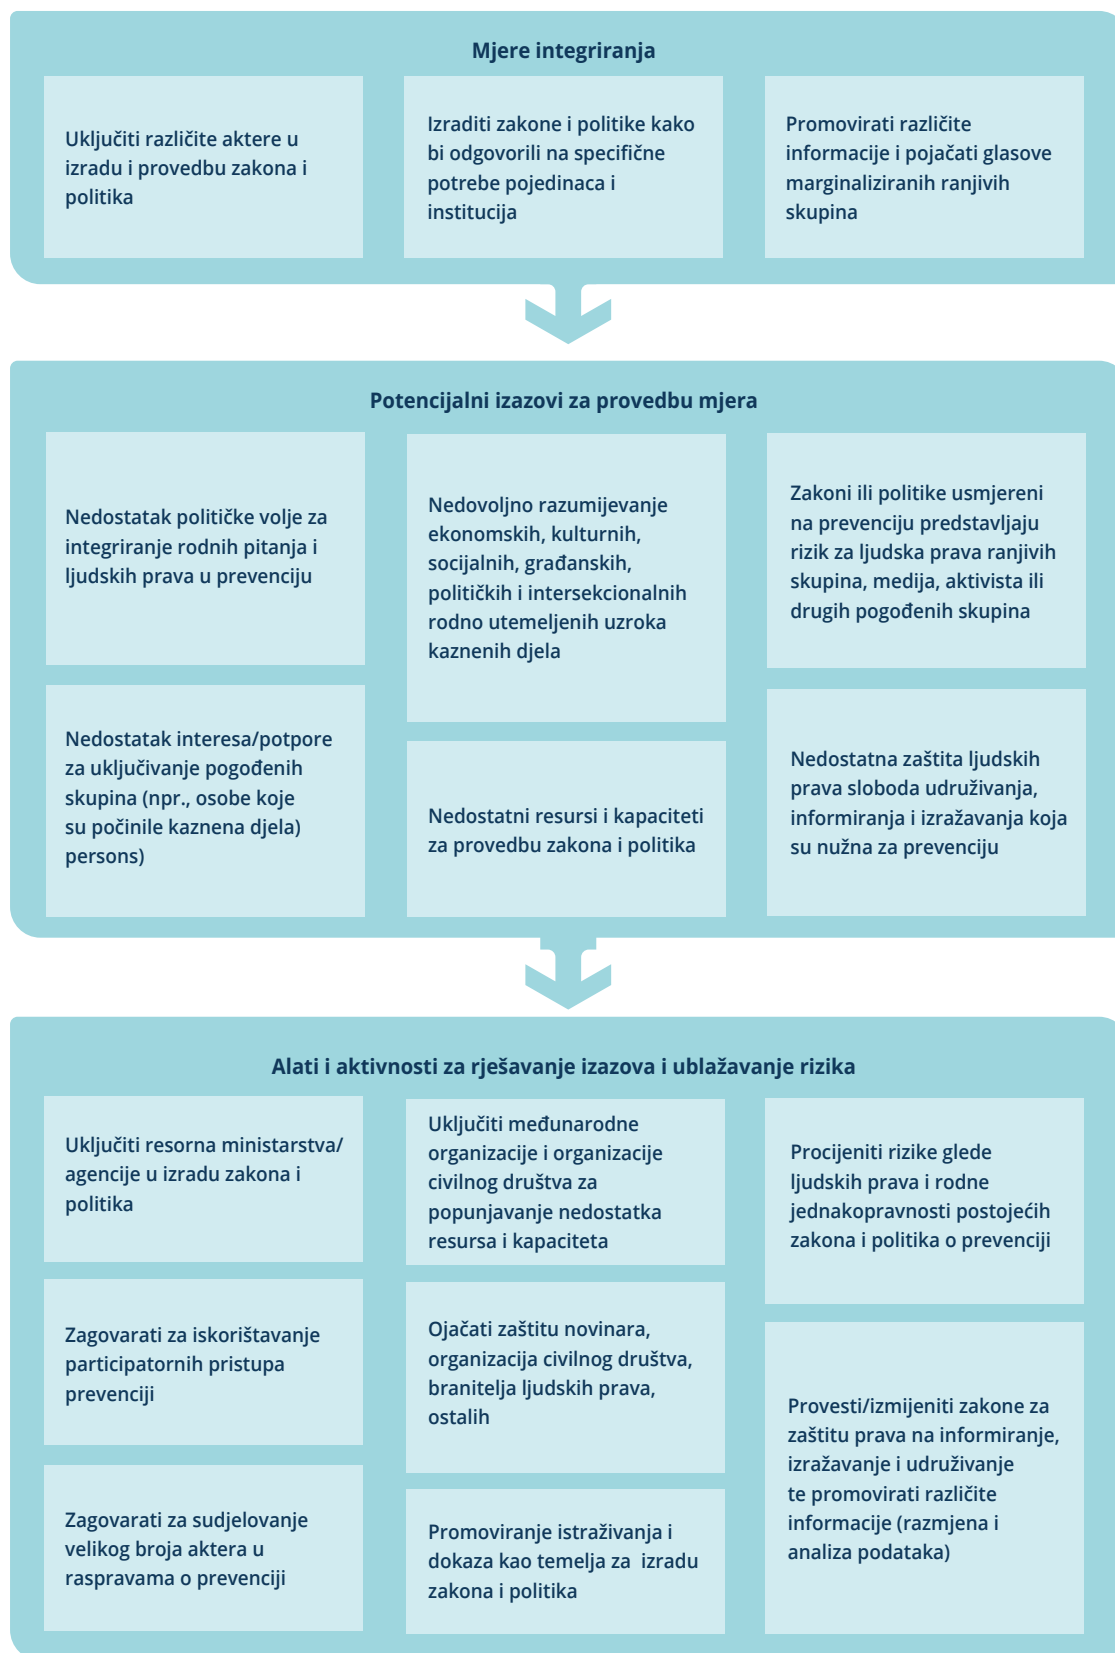 Mjere integriranja
Uključiti različite aktere u
izradu i provedbu zakona i
politika
Izraditi zakone i politike kako
bi odgovorili na specifične
potrebe pojedinaca i
institucija
Promovirati različite
informacije i pojačati glasove
marginaliziranih ranjivih
skupina
Potencijalni izazovi za provedbu mjera
Nedostatak političke volje za
integriranje rodnih pitanja i
ljudskih prava u prevenciju
Nedostatak interesa/potpore
za uključivanje pogođenih
skupina (npr., osobe koje
su počinile kaznena djela)
persons)
Nedovoljno razumijevanje
ekonomskih, kulturnih,
socijalnih, građanskih,
političkih i intersekcionalnih
rodno utemeljenih uzroka
kaznenih djela
Nedostatni resursi i kapaciteti
za provedbu zakona i politika
Zakoni ili politike usmjereni
na prevenciju predstavljaju
rizik za ljudska prava ranjivih
skupina, medija, aktivista ili
drugih pogođenih skupina
Nedostatna zaštita ljudskih
prava sloboda udruživanja,
informiranja i izražavanja koja
su nužna za prevenciju
Alati i aktivnosti za rješavanje izazova i ublažavanje rizika
Uključiti resorna ministarstva/
agencije u izradu zakona i
politika
Zagovarati za iskorištavanje
participatornih pristupa
prevenciji
Zagovarati za sudjelovanje
velikog broja aktera u
raspravama o prevenciji
Uključiti međunarodne
organizacije i organizacije
civilnog društva za
popunjavanje nedostatka
resursa i kapaciteta
Ojačati zaštitu novinara,
organizacija civilnog društva,
branitelja ljudskih prava,
ostalih
Promoviranje istraživanja i
dokaza kao temelja za izradu
zakona i politika
Procijeniti rizike glede
ljudskih prava i rodne
jednakopravnosti postojećih
zakona i politika o prevenciji
Provesti/izmijeniti zakone za
zaštitu prava na informiranje,
izražavanje i udruživanje
te promovirati različite
informacije (razmjena i
analiza podataka)